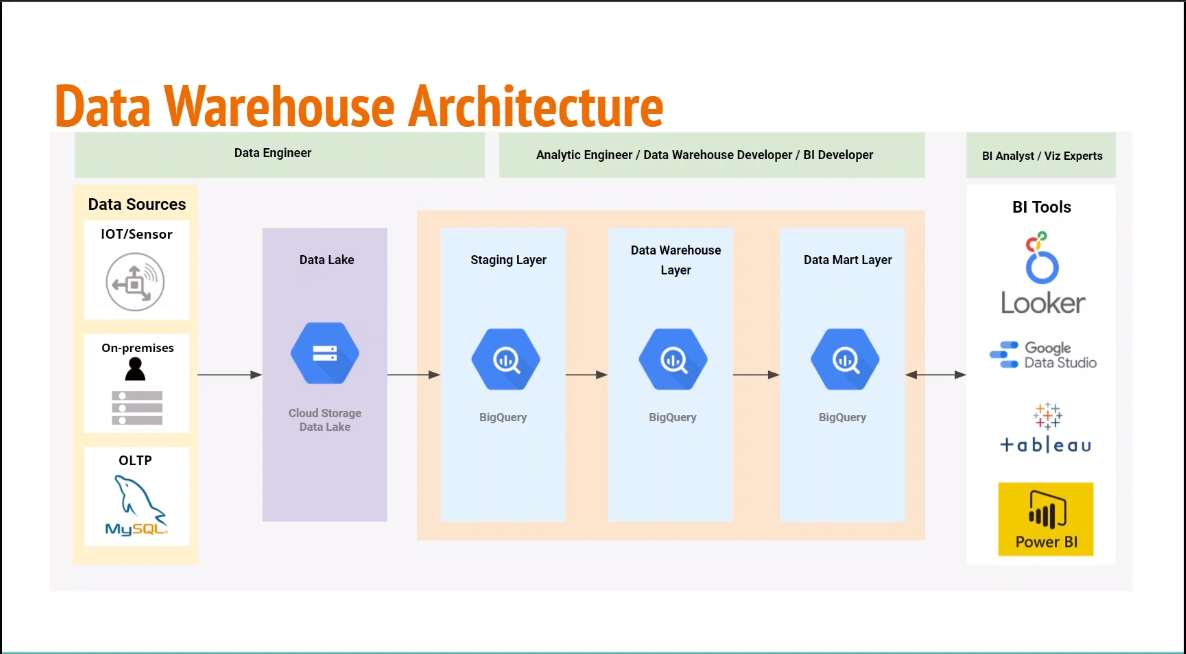 Data Warehouse Architecture
Data Engineer
Analytic Engineer / Data Warehouse Developer / BI Developer
BI Analyst / Viz Experts
Data Sources
IOT/Sensor
On-premises
OLTP
MySQL
Data Lake
Cloud Storage
Data Lake
Staging Layer
BigQuery
Data Warehouse
Layer
BigQuery
Data Mart Layer
BigQuery
BI Tools
Looker
Google
Data Studio
+ableau
Power BI